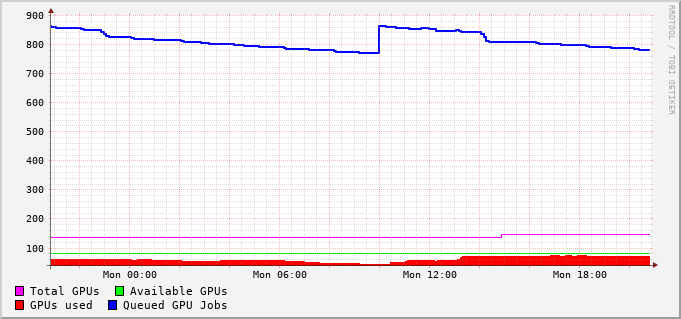 900
800
700
600
500
400
300
200
100
Mon 00:00 Mon 06:00 Mon 12:00 Mon 18:00
Total GPUs Available GPUs
GPUs used Queued GPU Jobs
RRDTOOL / TOBI OETIKER